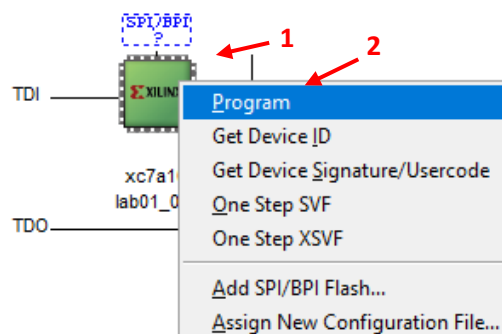 SPI/BPI
?
1
2
TDI
XILINX
Program
Get Device ID
Get Device Signature/Usercode
xc7a1
One Step SVF
lab01_0
One Step XSVF
TDO
Add SPI/BPI Flash...
Assign New Configuration File...